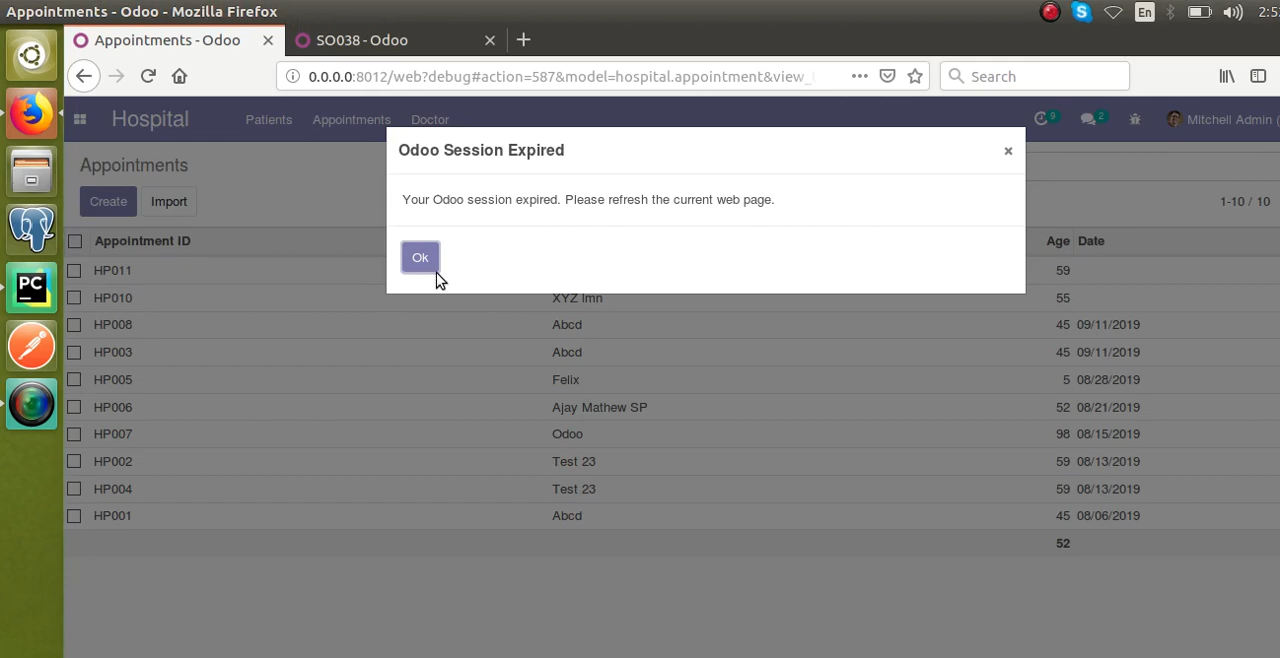 Appointments - Odoo - Mozilla Firefox
En
2:5
Appointments - Odoo
SO038 - Odoo
0.0.0.0:8012/web?debug#action=587&model=hospital.appointment&view_
Search
Hospital Patients Appointments Doctor 9 2 Mitchell Admin (
Odoo Session Expired
Appointments
Your Odoo session expired. Please refresh the current web page.
Create Import 1-10 / 10
Ok
Appointment ID Age Date
HP011 59
HP010 XYZ lmn 55
HP008 Abcd 45 09/11/2019
HP003 Abcd 45 09/11/2019
HP005 Felix 5 08/28/2019
HP006 Ajay Mathew SP 52 08/21/2019
HP007 Odoo 98 08/15/2019
HP002 Test 23 59 08/13/2019
HP004 Test 23 59 08/13/2019
HP001 Abcd 45 08/06/2019
52
PC